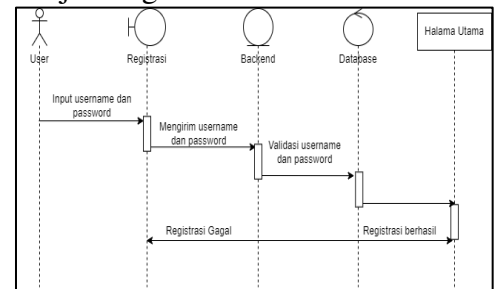 User
Registrasi
Backend
Database
Halama Utama
Input username dan
password
Mengirim username
dan password
Validasi username
dan password
Registrasi Gagal
Registrasi berhasil